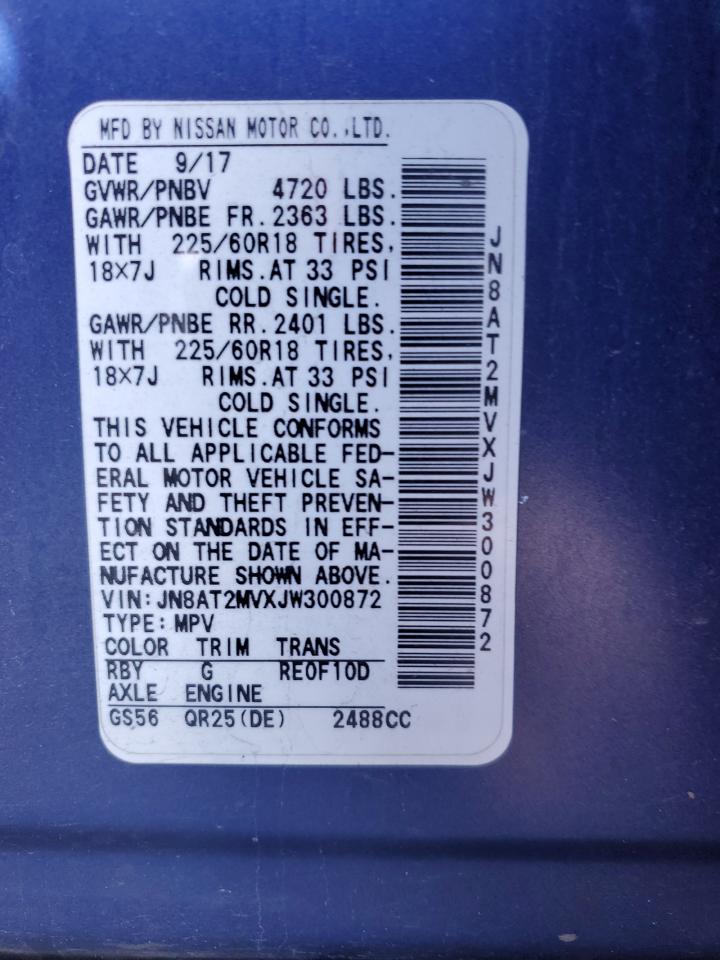 MFD BY NISSAN MOTOR CO.,LTD.
DATE 9/17
GVWR/PNBV 4720 LBS.
GAWR/PNBE FR.2363 LBS.
WITH 225/60R18 TIRES,
18X7J RIMS.AT 33 PSI
COLD SINGLE.
GAWR/PNBE RR.2401 LBS.
WITH 225/60R18 TIRES,
18X7J RIMS.AT 33 PSI
COLD SINGLE.
THIS VEHICLE CONFORMS
TO ALL APPLICABLE FED-
ERAL MOTOR VEHICLE SA-
FETY AND THEFT PREVEN-
TION STANDARDS IN EFF-
ECT ON THE DATE OF MA-
NUFACTURE SHOWN ABOVE.
VIN:JN8AT2MVXJW300872
TYPE:MPV
COLOR TRIM TRANS
RBY G RE0F10D
AXLE ENGINE
GS56 QR25(DE) 2488CC
JN8AT2MVXJW300872